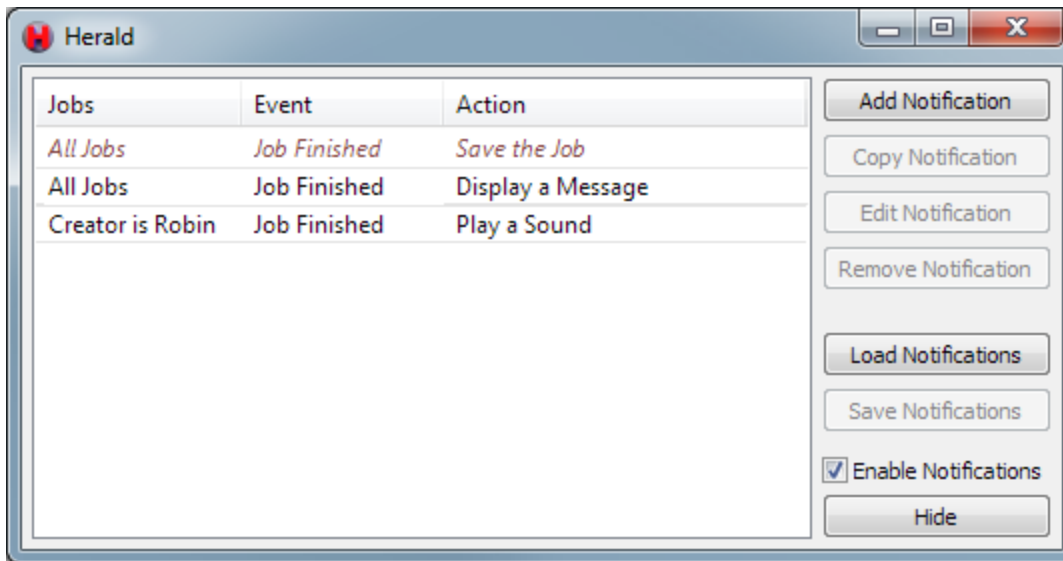 Herald
Jobs Event Action
All Jobs Job Finished Save the Job
All Jobs Job Finished Display a Message
Creator is Robin Job Finished Play a Sound
Add Notification
Copy Notification
Edit Notification
Remove Notification
Load Notifications
Save Notifications
Enable Notifications
Hide